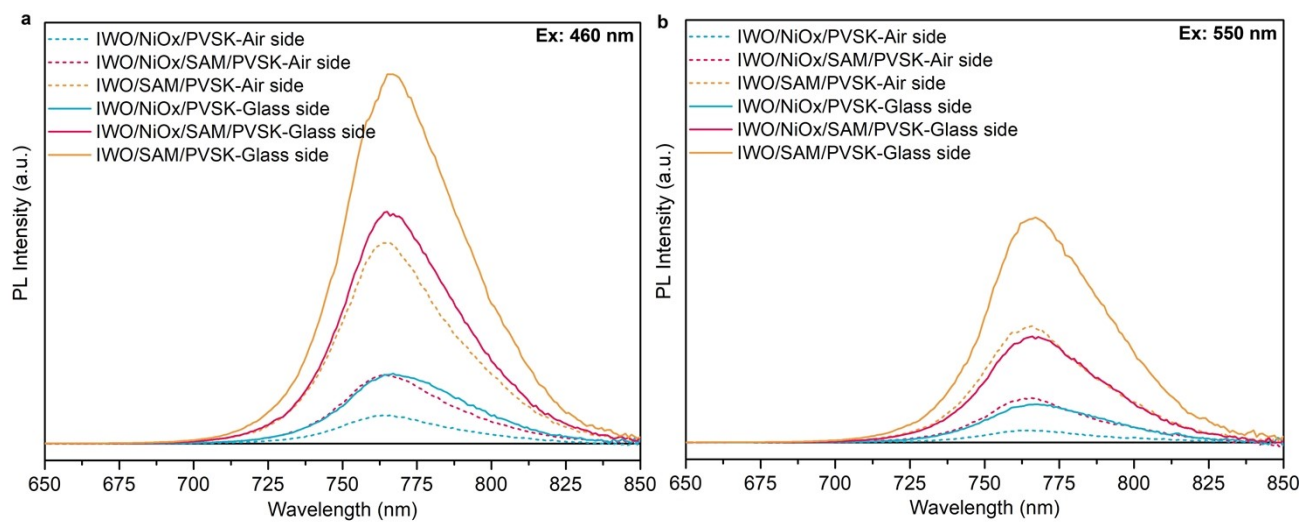 a
Ex: 460 nm
IWO/NiOx/PVSK-Air side
IWO/NiOx/SAM/PVSK-Air side
IWO/SAM/PVSK-Air side
IWO/NiOx/PVSK-Glass side
IWO/NiOx/SAM/PVSK-Glass side
IWO/SAM/PVSK-Glass side
PL Intensity (a.u.)
650 700 725 750 775 800 825 850
Wavelength (nm)
b
Ex: 550 nm
IWO/NiOx/PVSK-Air side
IWO/NiOx/SAM/PVSK-Air side
IWO/SAM/PVSK-Air side
IWO/NiOx/PVSK-Glass side
IWO/NiOx/SAM/PVSK-Glass side
IWO/SAM/PVSK-Glass side
PL Intensity (a.u.)
650 675 700 725 750 775 800 825 850
Wavelength (nm)